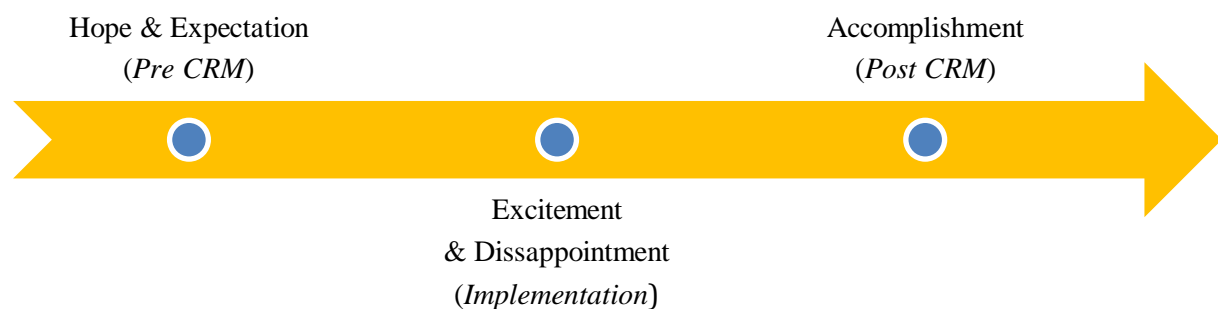 Hope & Expectation
(Pre CRM)
Accomplishment
(Post CRM)
Excitement
& Dissappointment
(Implementation)